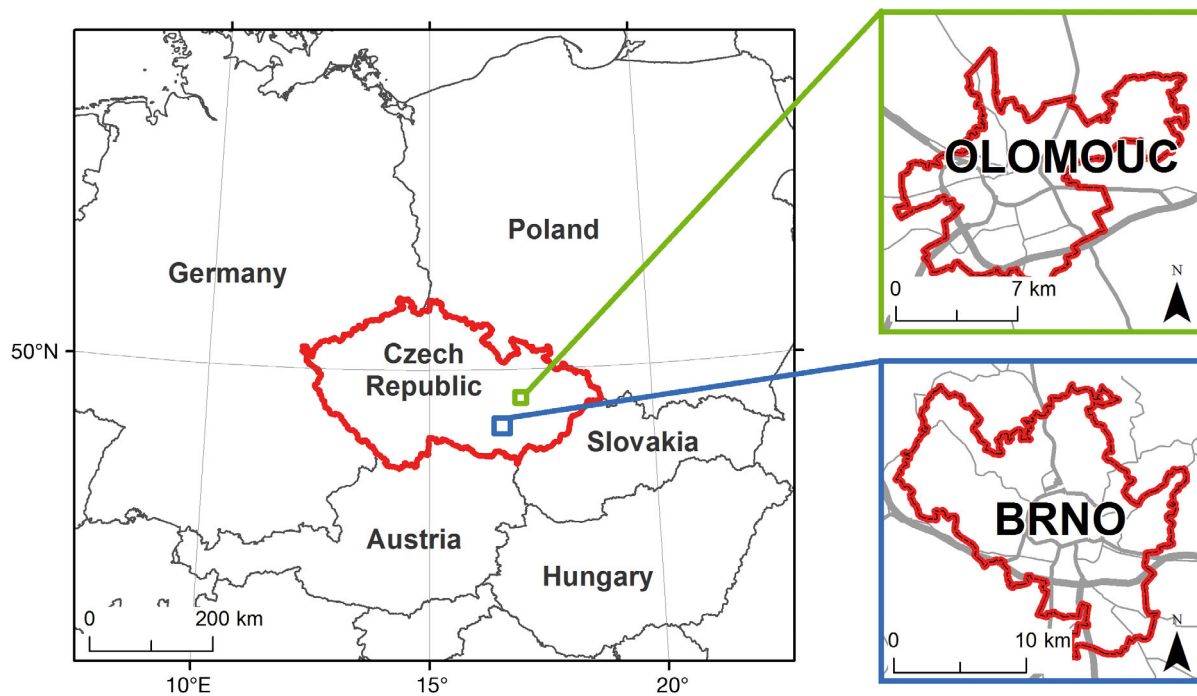 Germany
Poland
Czech
Republic
Slovakia
Austria
Hungary
50°N
0 200 km
10°E 15° 20°
OLOMOUC
0 7 km
N
BRNO
0 10 km
N